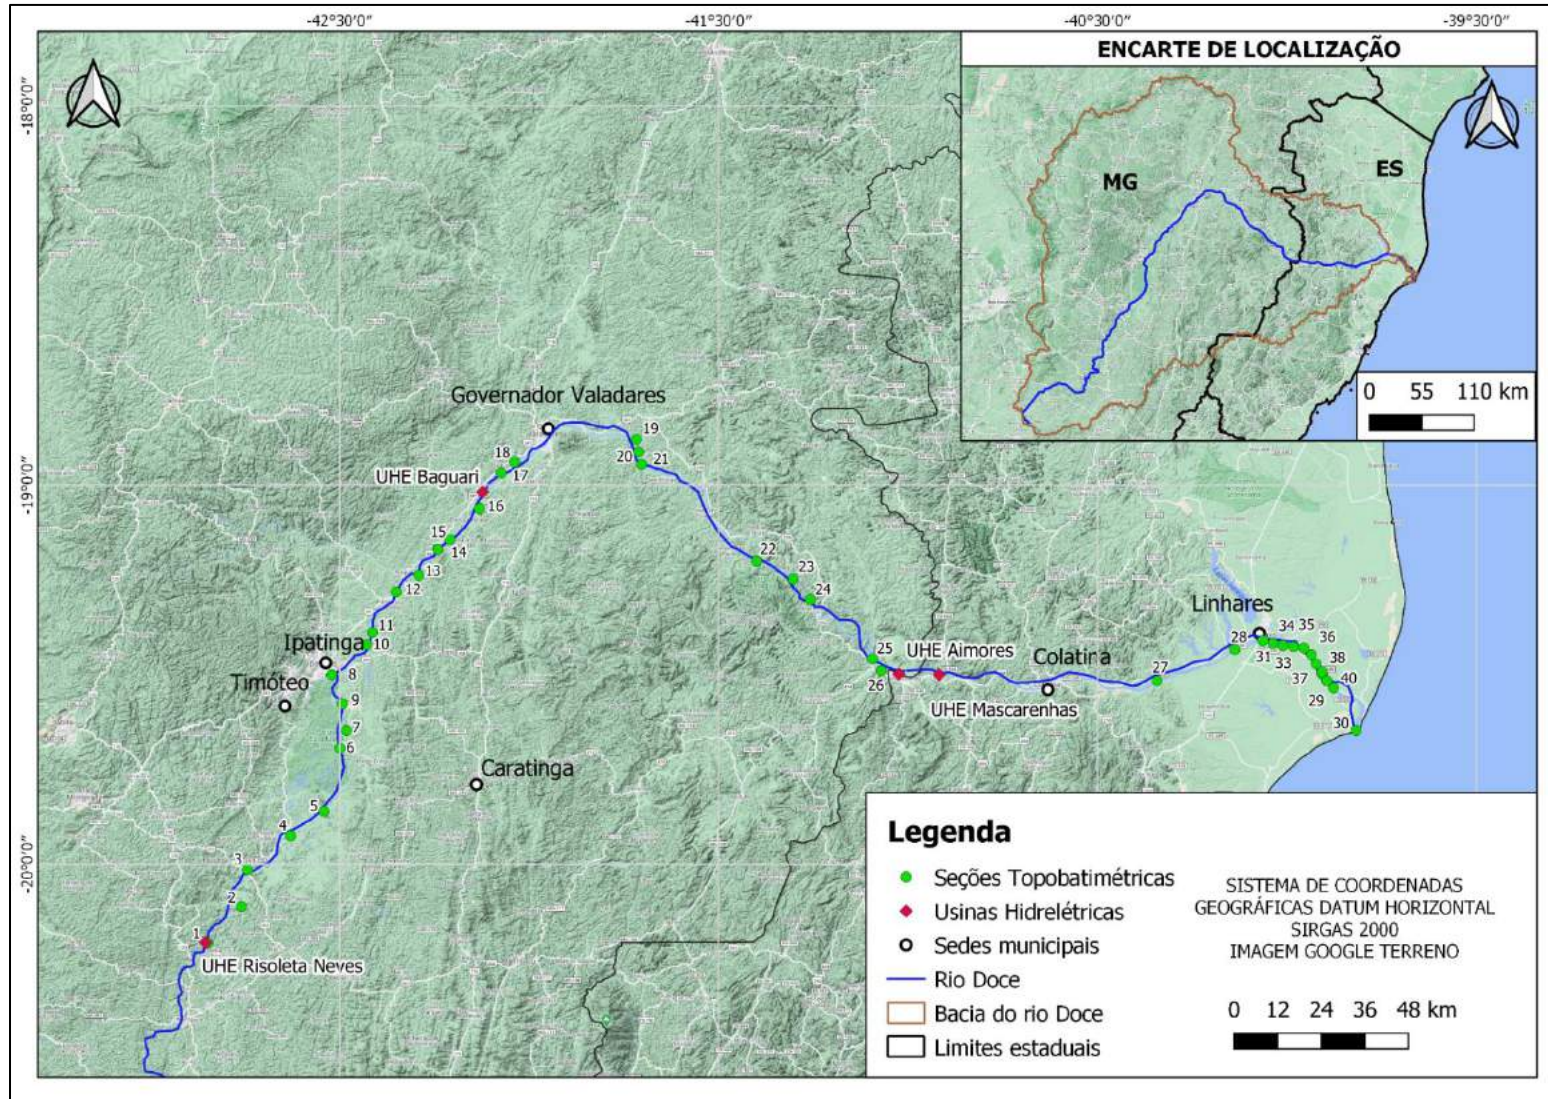 -42°30'0"
-41°30'0"
-40°30'0"
-39°30'0"
-18°0'0"
-19°0'0"
-20°0'0"
ENCARTE DE LOCALIZAÇÃO
MG
ES
0 55 110 km
Governador Valadares
UHE Baguari
18
17
16
15
14
13
12
11
10
Ipatinga
Timóteo
8
9
7
6
5
4
3
2
1
UHE Risoleta Neves
Caratinga
19
20
21
22
23
24
25
26
UHE Aimores
UHE Mascarenhas
Colatina
27
28
Linhares
31
34
33
35
36
38
37
40
29
30
Legenda
Seções Topobatimétricas
Usinas Hidrelétricas
Sedes municipais
Rio Doce
Bacia do rio Doce
Limites estaduais
SISTEMA DE COORDENADAS
GEOGRÁFICAS DATUM HORIZONTAL
SIRGAS 2000
IMAGEM GOOGLE TERRENO
0 12 24 36 48 km